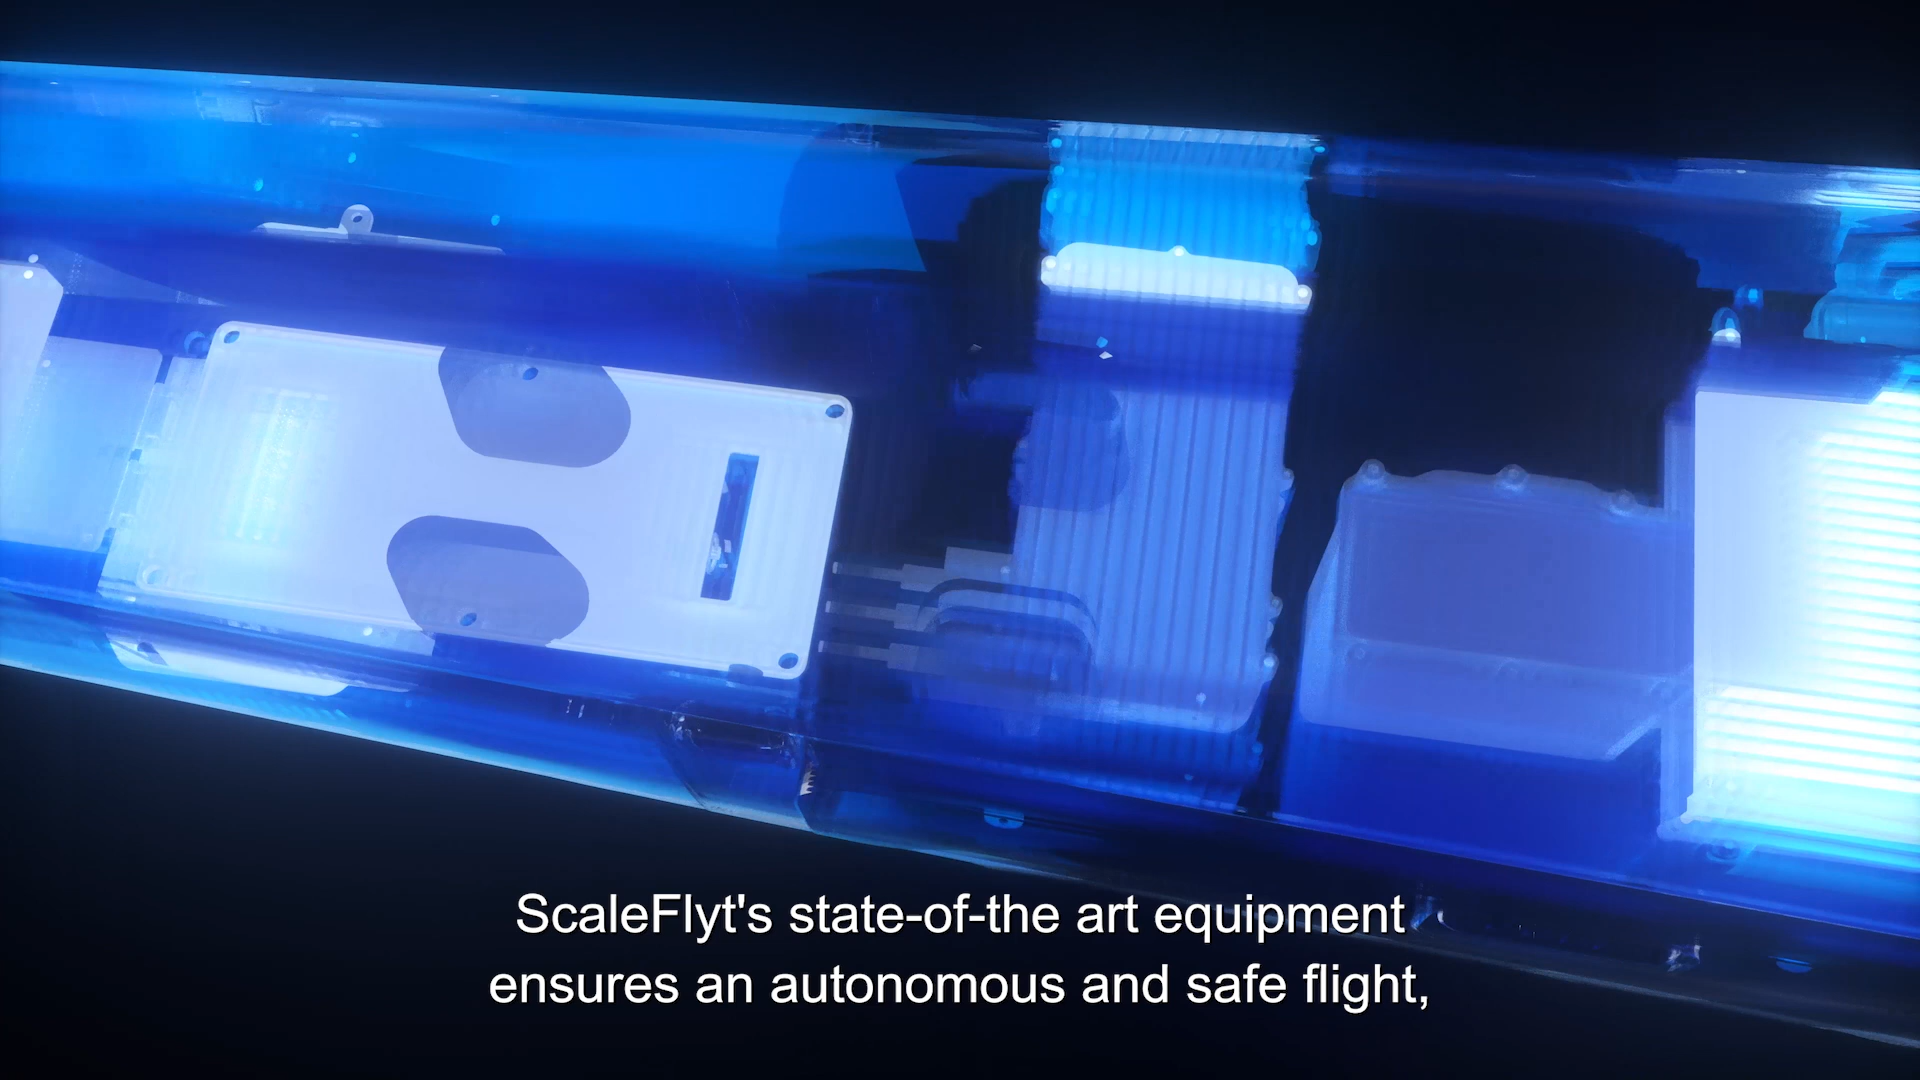 ScaleFlyt's state-of-the art equipment
ensures an autonomous and safe flight,